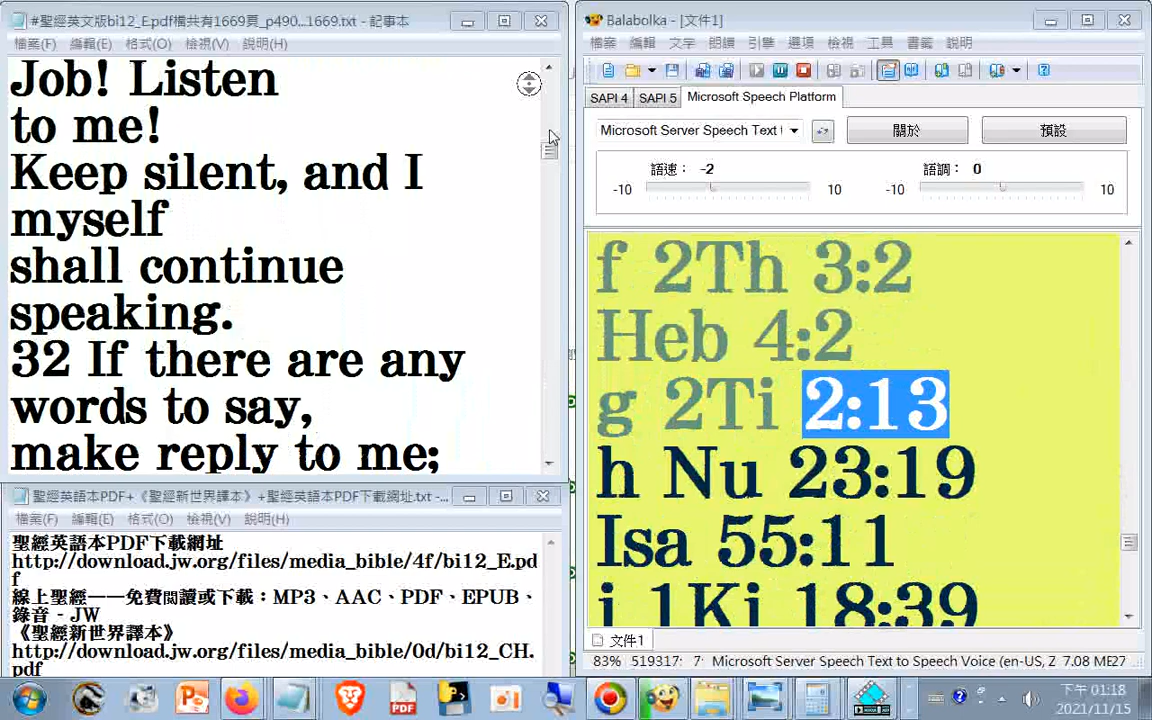 #聖經英文版bi12_E.pdf檔共有1669頁_p490...1669.txt - 記事本
檔案(F) 編輯(E) 格式(O) 檢視(V) 說明(H)
Job! Listen
to me!
Keep silent, and I
myself
shall continue
speaking.
32 If there are any
words to say,
make reply to me;
聖經英語本PDF+《聖經新世界譯本》+聖經英語本PDF下載網址.txt -...
檔案(F) 編輯(E) 格式(O) 檢視(V) 說明(H)
聖經英語本PDF下載網址
http://download.jw.org/files/media_bible/4f/bi12_E.pd
f
線上聖經——免費閱讀或下載：MP3、AAC、PDF、EPUB、
錄音 - JW
《聖經新世界譯本》
http://download.jw.org/files/media_bible/0d/bi12_CH.
pdf
Balabolka - [文件1]
檔案 編輯 文字 朗讀 引擎 選項 檢視 工具 書籤 說明
SAPI 4 SAPI 5 Microsoft Speech Platform
Microsoft Server Speech Text 關於 預設
語速： -2 語調： 0
-10 10 -10 10
f 2Th 3:2
Heb 4:2
g 2Ti 2:13
h Nu 23:19
Isa 55:11
i 1Ki 18:39
文件1
83% 519317: 7: Microsoft Server Speech Text to Speech Voice (en-US, Z 7.08 ME27
下午 01:18
2021/11/15